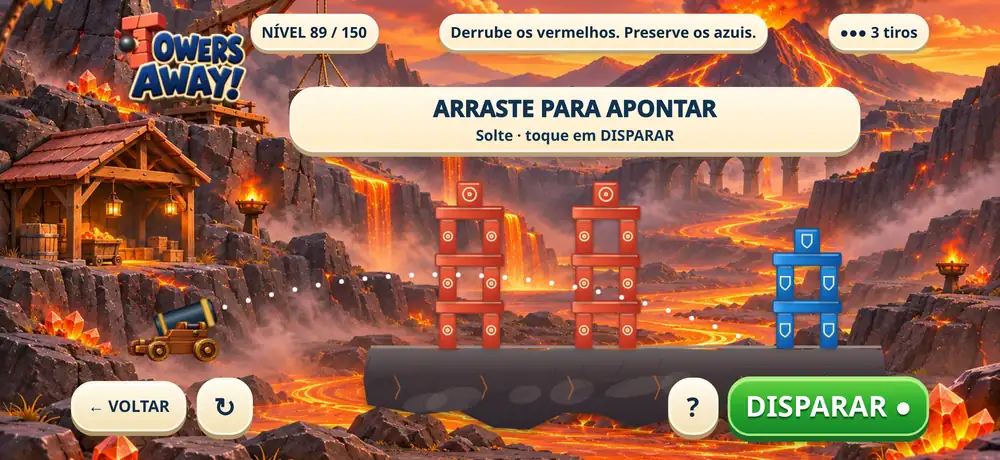 TOWERS
AWAY!
NÍVEL 89 / 150
Derrube os vermelhos. Preserve os azuis.
●●● 3 tiros
ARRASTE PARA APONTAR
Solte · toque em DISPARAR
← VOLTAR
↻
?
DISPARAR ●